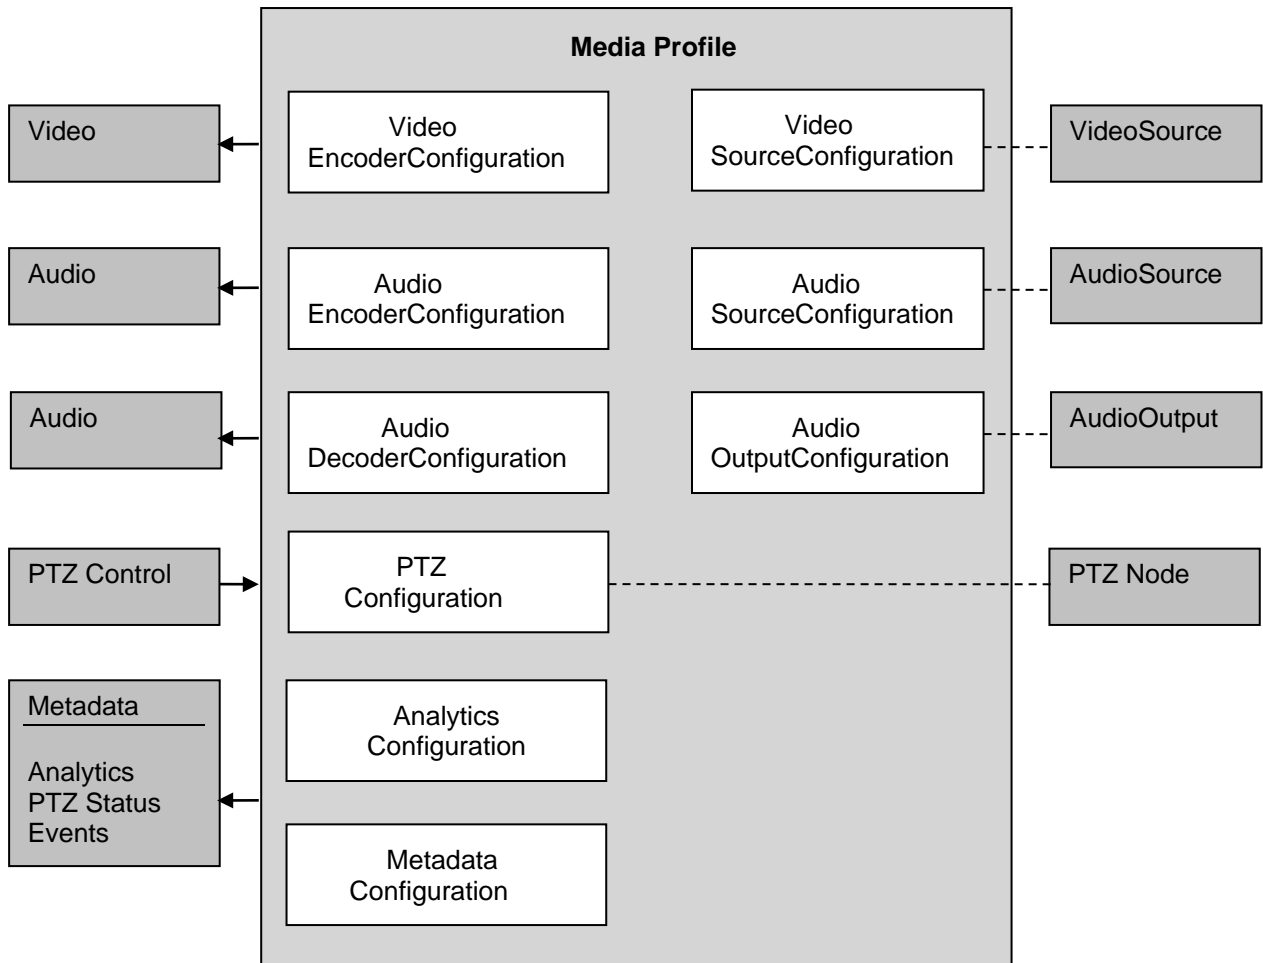 Media Profile
Video
Video
EncoderConfiguration
Video
SourceConfiguration
VideoSource
Audio
Audio
EncoderConfiguration
Audio
SourceConfiguration
AudioSource
Audio
Audio
DecoderConfiguration
Audio
OutputConfiguration
AudioOutput
PTZ Control
PTZ
Configuration
PTZ Node
Metadata
Analytics
PTZ Status
Events
Analytics
Configuration
Metadata
Configuration